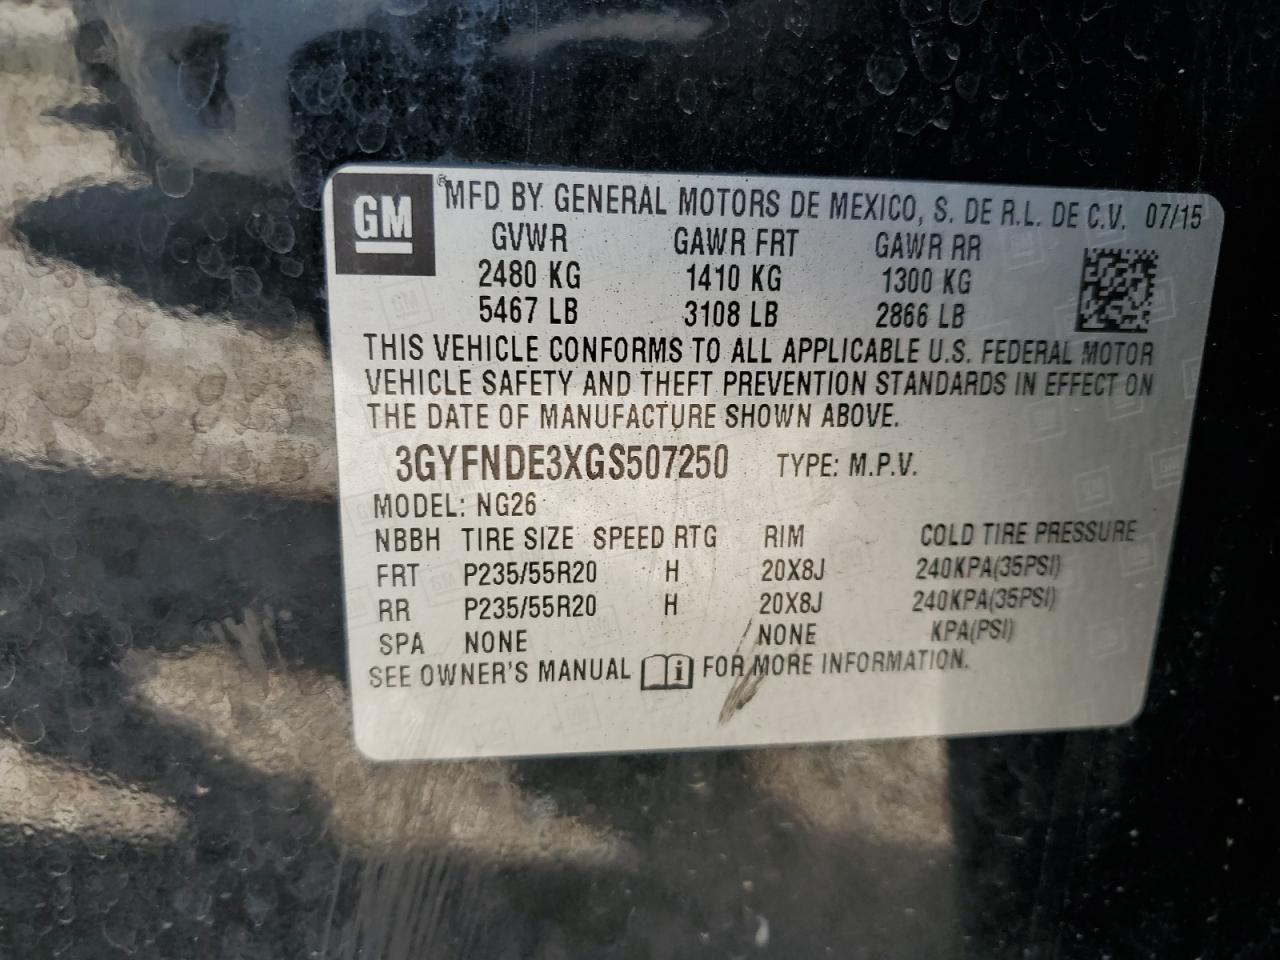 GM ® MFD BY GENERAL MOTORS DE MEXICO, S. DE R.L. DE C.V. 07/15
GVWR GAWR FRT GAWR RR
2480 KG 1410 KG 1300 KG
5467 LB 3108 LB 2866 LB
THIS VEHICLE CONFORMS TO ALL APPLICABLE U.S. FEDERAL MOTOR
VEHICLE SAFETY AND THEFT PREVENTION STANDARDS IN EFFECT ON
THE DATE OF MANUFACTURE SHOWN ABOVE.
3GYFNDE3XGS507250 TYPE: M.P.V.
MODEL: NG26
NBBH TIRE SIZE SPEED RTG RIM COLD TIRE PRESSURE
FRT P235/55R20 H 20X8J 240KPA(35PSI)
RR P235/55R20 H 20X8J 240KPA(35PSI)
SPA NONE NONE KPA(PSI)
SEE OWNER'S MANUAL i FOR MORE INFORMATION.